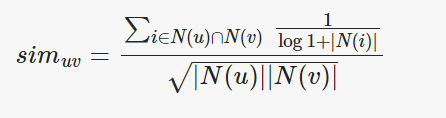 $sim_{uv} = \frac{\sum_{i \in N(u) \cap N(v)} \frac{1}{\log 1+|N(i)|}}{\sqrt{|N(u)||N(v)|}}$